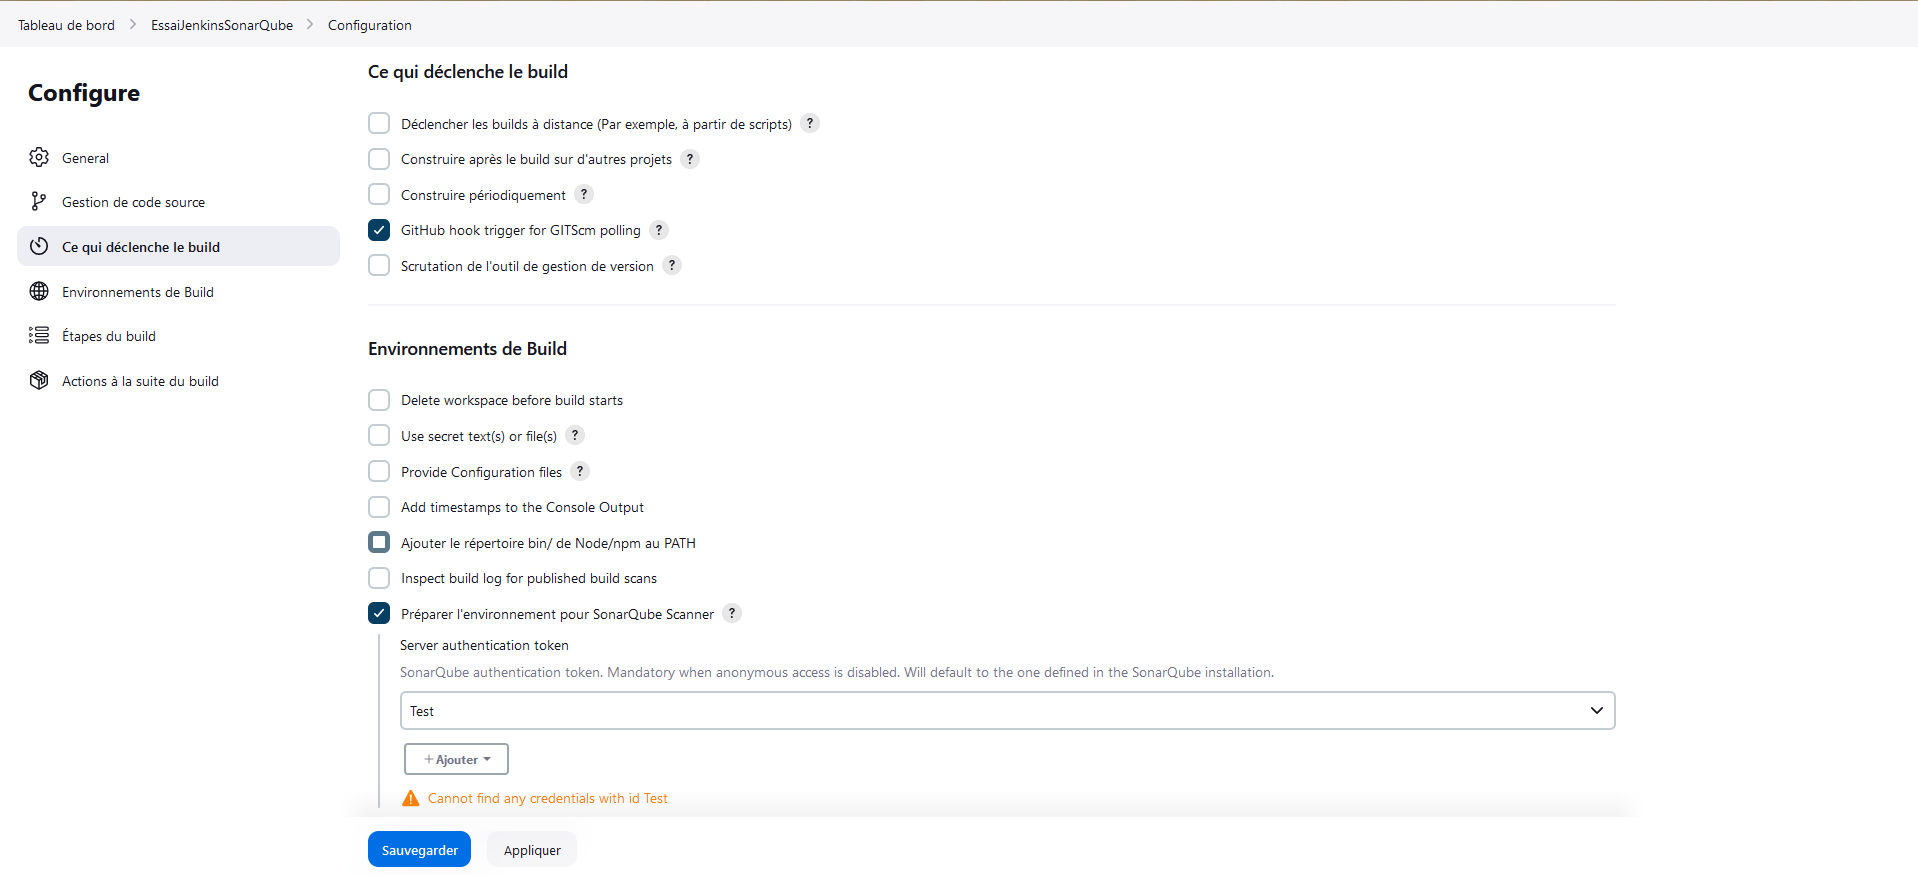 Tableau de bord > EssaiJenkinsSonarQube > Configuration
Configure
General
Gestion de code source
Ce qui déclenche le build
Environnements de Build
Étapes du build
Actions à la suite du build
Ce qui déclenche le build
Déclencher les builds à distance (Par exemple, à partir de scripts) ?
Construire après le build sur d'autres projets ?
Construire périodiquement ?
GitHub hook trigger for GITScm polling ?
Scrutation de l'outil de gestion de version ?
Environnements de Build
Delete workspace before build starts
Use secret text(s) or file(s) ?
Provide Configuration files ?
Add timestamps to the Console Output
Ajouter le répertoire bin/ de Node/npm au PATH
Inspect build log for published build scans
Préparer l'environnement pour SonarQube Scanner ?
Server authentication token
SonarQube authentication token. Mandatory when anonymous access is disabled. Will default to the one defined in the SonarQube installation.
Test
+ Ajouter
Cannot find any credentials with id Test
Sauvegarder Appliquer